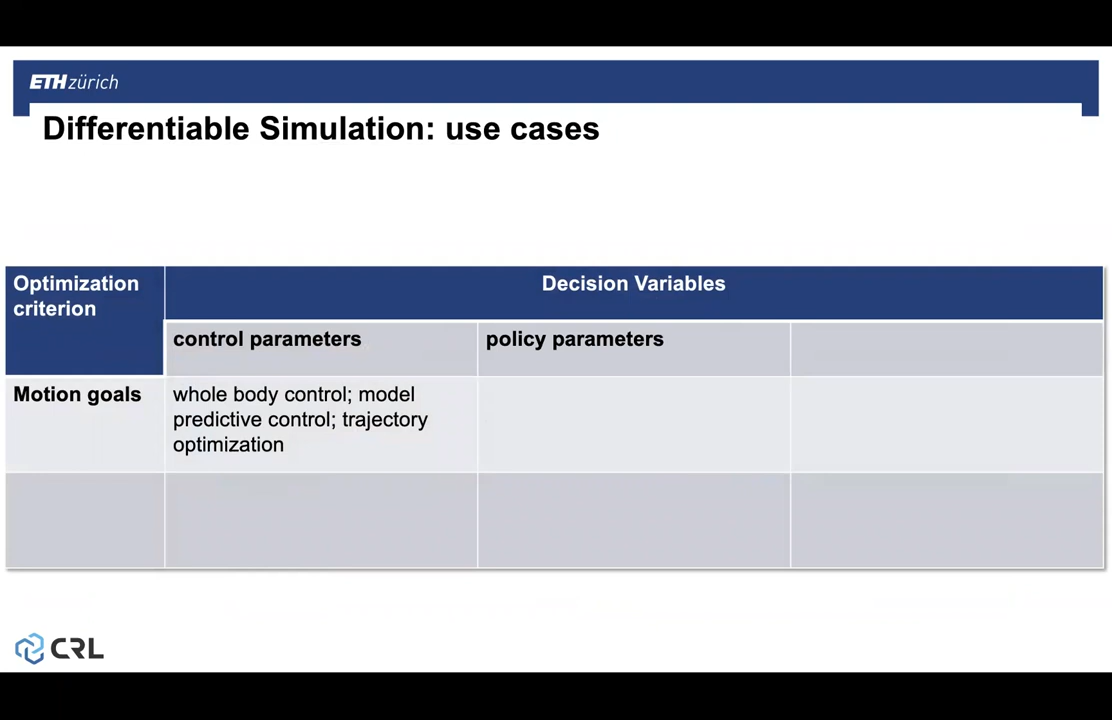 ETH zürich
Differentiable Simulation: use cases
Optimization
criterion
Decision Variables
control parameters
policy parameters
Motion goals
whole body control; model
predictive control; trajectory
optimization
CRL